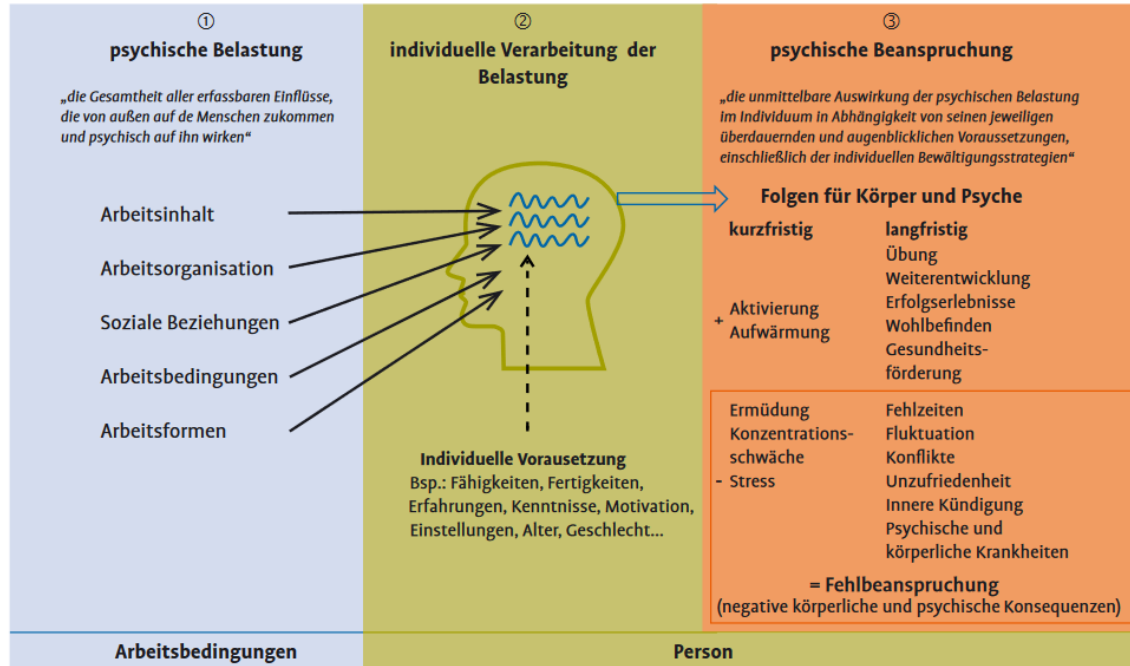 ①
psychische Belastung
„die Gesamtheit aller erfassbaren Einflüsse,
die von außen auf de Menschen zukommen
und psychisch auf ihn wirken“
Arbeitsinhalt
Arbeitsorganisation
Soziale Beziehungen
Arbeitsbedingungen
Arbeitsformen
②
individuelle Verarbeitung der
Belastung
Individuelle Vorausetzung
Bsp.: Fähigkeiten, Fertigkeiten,
Erfahrungen, Kenntnisse, Motivation,
Einstellungen, Alter, Geschlecht...
③
psychische Beanspruchung
„die unmittelbare Auswirkung der psychischen Belastung
im Individuum in Abhängigkeit von seinen jeweiligen
überdauernden und augenblicklichen Voraussetzungen,
einschließlich der individuellen Bewältigungsstrategien“
Folgen für Körper und Psyche
kurzfristig
+ Aktivierung
Aufwärmung
langfristig
Übung
Weiterentwicklung
Erfolgserlebnisse
Wohlbefinden
Gesundheits-
förderung
Ermüdung
Konzentrations-
schwäche
- Stress
Fehlzeiten
Fluktuation
Konflikte
Unzufriedenheit
Innere Kündigung
Psychische und
körperliche Krankheiten
= Fehlbeanspruchung
(negative körperliche und psychische Konsequenzen)
Arbeitsbedingungen
Person